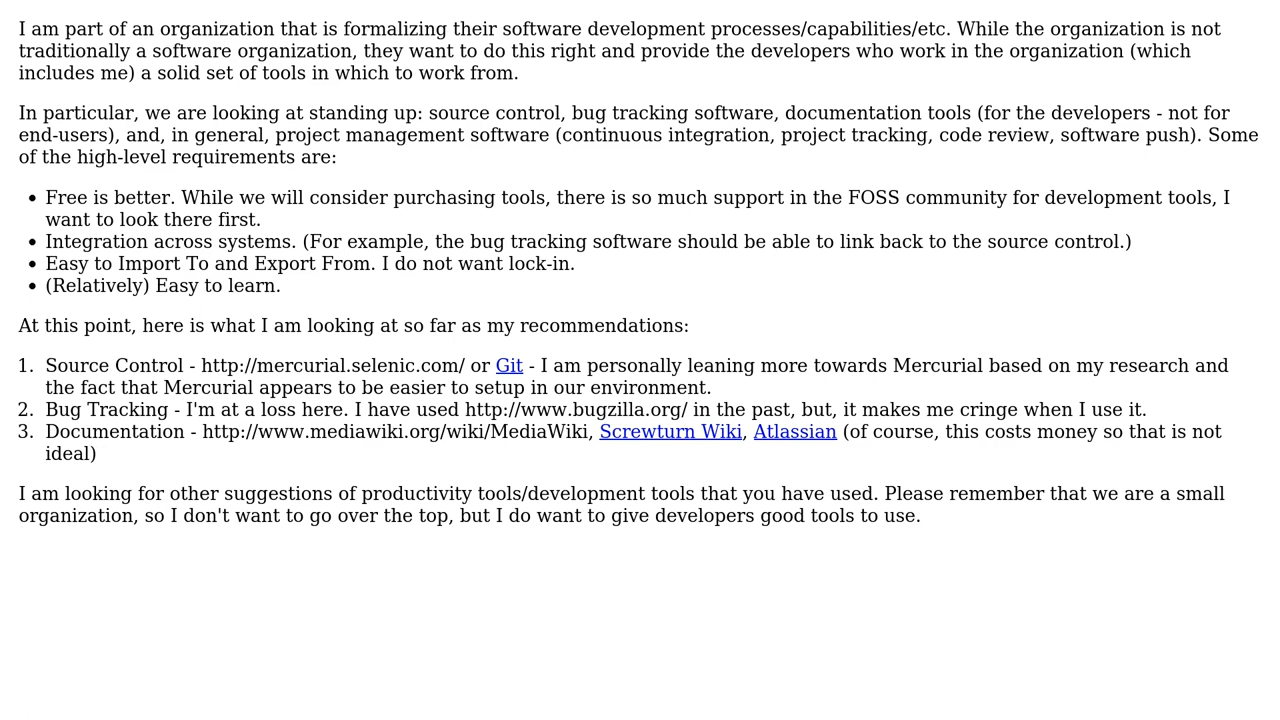 I am part of an organization that is formalizing their software development processes/capabilities/etc. While the organization is not
traditionally a software organization, they want to do this right and provide the developers who work in the organization (which
includes me) a solid set of tools in which to work from.
In particular, we are looking at standing up: source control, bug tracking software, documentation tools (for the developers - not for
end-users), and, in general, project management software (continuous integration, project tracking, code review, software push). Some
of the high-level requirements are:
• Free is better. While we will consider purchasing tools, there is so much support in the FOSS community for development tools, I
want to look there first.
• Integration across systems. (For example, the bug tracking software should be able to link back to the source control.)
• Easy to Import To and Export From. I do not want lock-in.
• (Relatively) Easy to learn.
At this point, here is what I am looking at so far as my recommendations:
1. Source Control - http://mercurial.selenic.com/ or Git - I am personally leaning more towards Mercurial based on my research and
the fact that Mercurial appears to be easier to setup in our environment.
2. Bug Tracking - I'm at a loss here. I have used http://www.bugzilla.org/ in the past, but, it makes me cringe when I use it.
3. Documentation - http://www.mediawiki.org/wiki/MediaWiki, Screwturn Wiki, Atlassian (of course, this costs money so that is not
ideal)
I am looking for other suggestions of productivity tools/development tools that you have used. Please remember that we are a small
organization, so I don't want to go over the top, but I do want to give developers good tools to use.